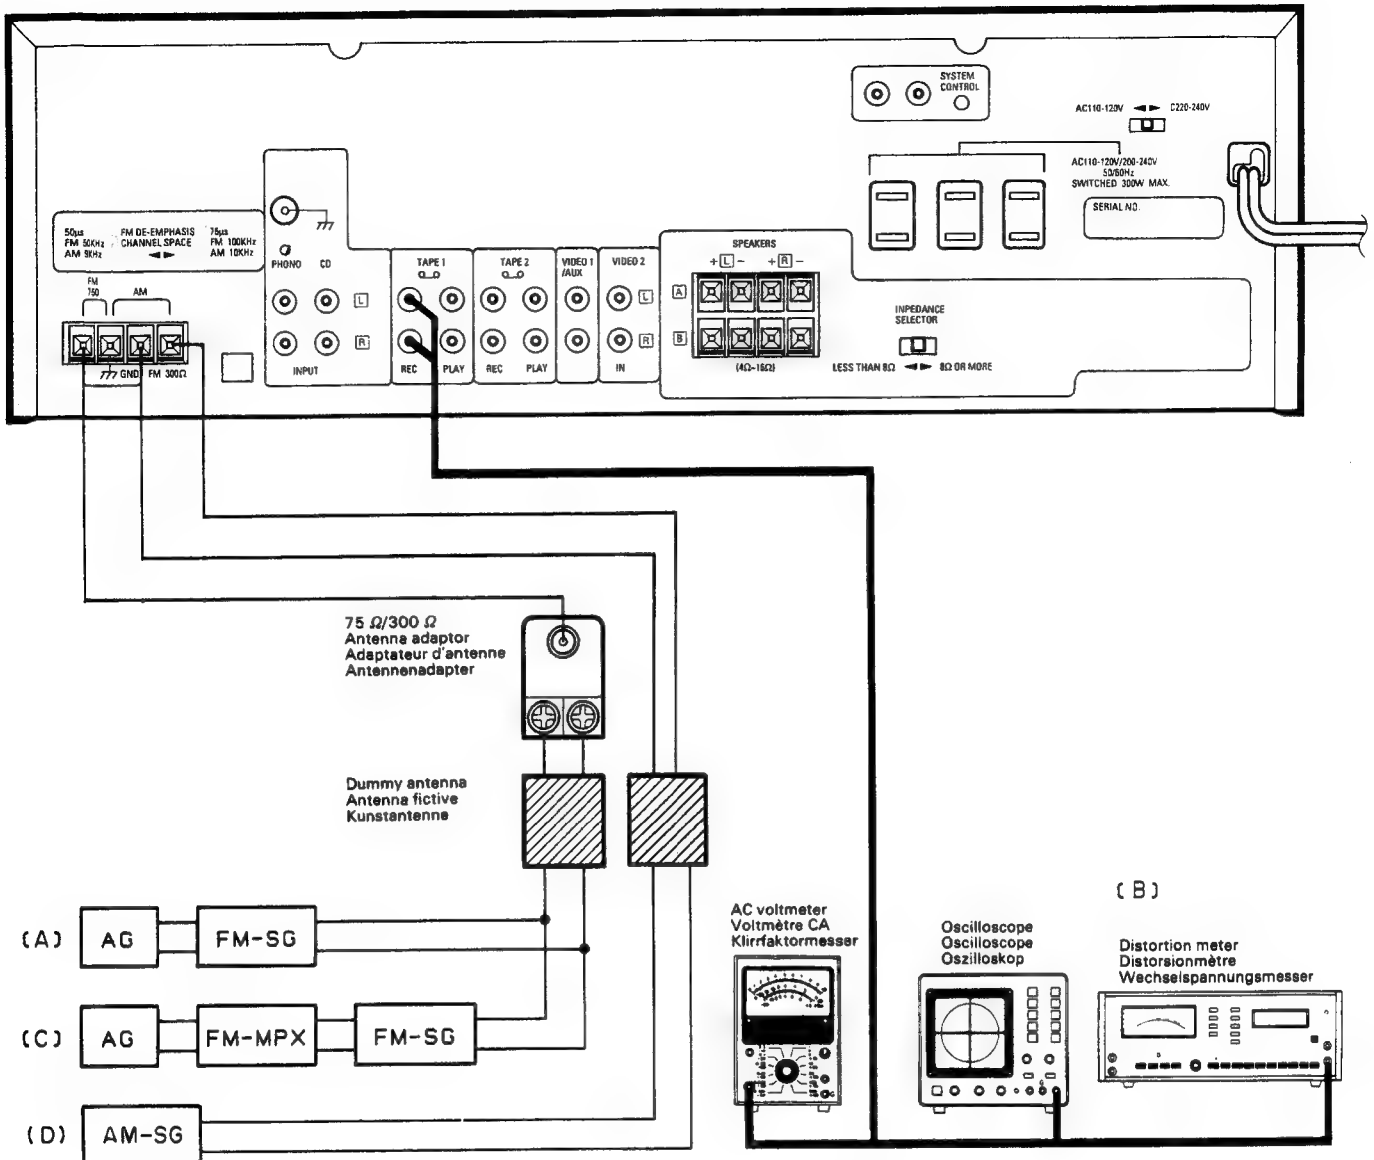 SYSTEM
CONTROL
AC110-120V ◄► C220-240V
AC110-120V/200-240V
50/60Hz
SWITCHED 300W MAX.
SERIAL NO.
50µs FM DE-EMPHASIS 75µs
FM 50KHz CHANNEL SPACE FM 100KHz
AM 9KHz ◄► AM 10KHz
PHONO CD
TAPE 1
TAPE 2
VIDEO 1
/AUX
VIDEO 2
SPEAKERS
+ L - + R -
FM
75Ω
AM
L
R
L
R
A
B
GND FM 300Ω
INPUT
REC PLAY
REC PLAY
IN
(4Ω-16Ω)
IMPEDANCE
SELECTOR
LESS THAN 8Ω ◄► 8Ω OR MORE
75 Ω/300 Ω
Antenna adaptor
Adaptateur d'antenne
Antennenadapter
Dummy antenna
Antenna fictive
Kunstantenne
(A) AG FM-SG
(C) AG FM-MPX FM-SG
(D) AM-SG
AC voltmeter
Voltmètre CA
Klirrfaktormesser
Oscilloscope
Oscilloscope
Oszilloskop
(B)
Distortion meter
Distorsionmètre
Wechselspannungsmesser